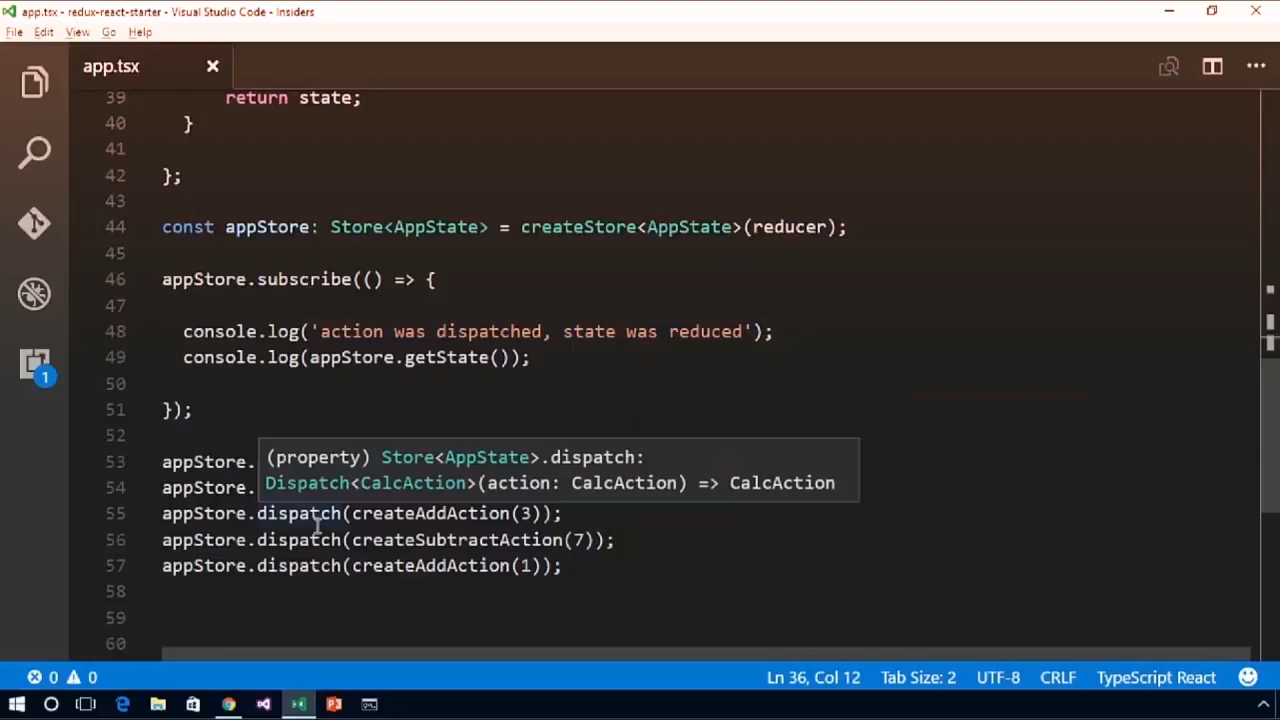 app.tsx - redux-react-starter - Visual Studio Code - Insiders
File Edit View Go Help
app.tsx
39 return state;
40 }
41
42 };
43
44 const appStore: Store<AppState> = createStore<AppState>(reducer);
45
46 appStore.subscribe(() => {
47
48 console.log('action was dispatched, state was reduced');
49 console.log(appStore.getState());
50
51 });
52
(property) Store<AppState>.dispatch:
Dispatch<CalcAction>(action: CalcAction) => CalcAction
53 appStore.
54 appStore.
55 appStore.dispatch(createAddAction(3));
56 appStore.dispatch(createSubtractAction(7));
57 appStore.dispatch(createAddAction(1));
58
59
60
1
0 0 Ln 36, Col 12 Tab Size: 2 UTF-8 CRLF TypeScript React